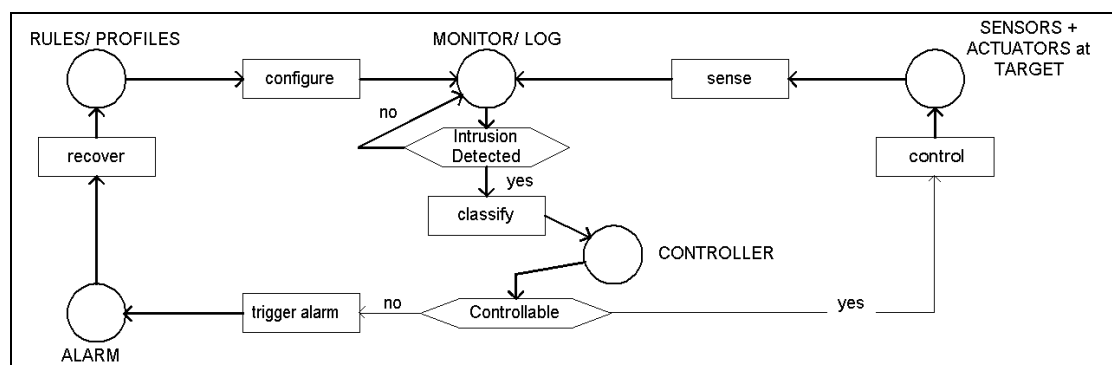 RULES/ PROFILES
MONITOR/ LOG
SENSORS +
ACTUATORS at
TARGET
configure
sense
no
Intrusion
Detected
recover
control
yes
classify
CONTROLLER
trigger alarm
no
Controllable
yes
ALARM